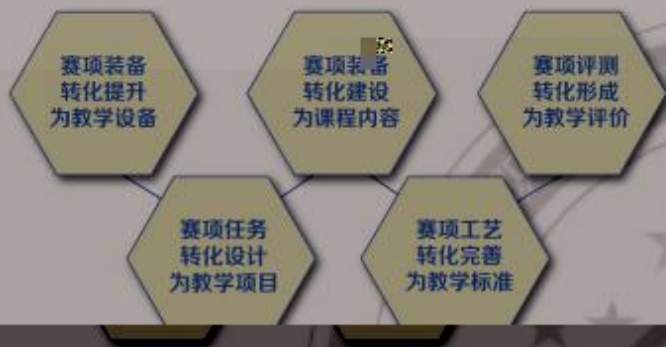 赛项装备
转化提升
为教学设备
赛项装备
转化建设
为课程内容
赛项评测
转化形成
为教学评价
赛项任务
转化设计
为教学项目
赛项工艺
转化完善
为教学标准